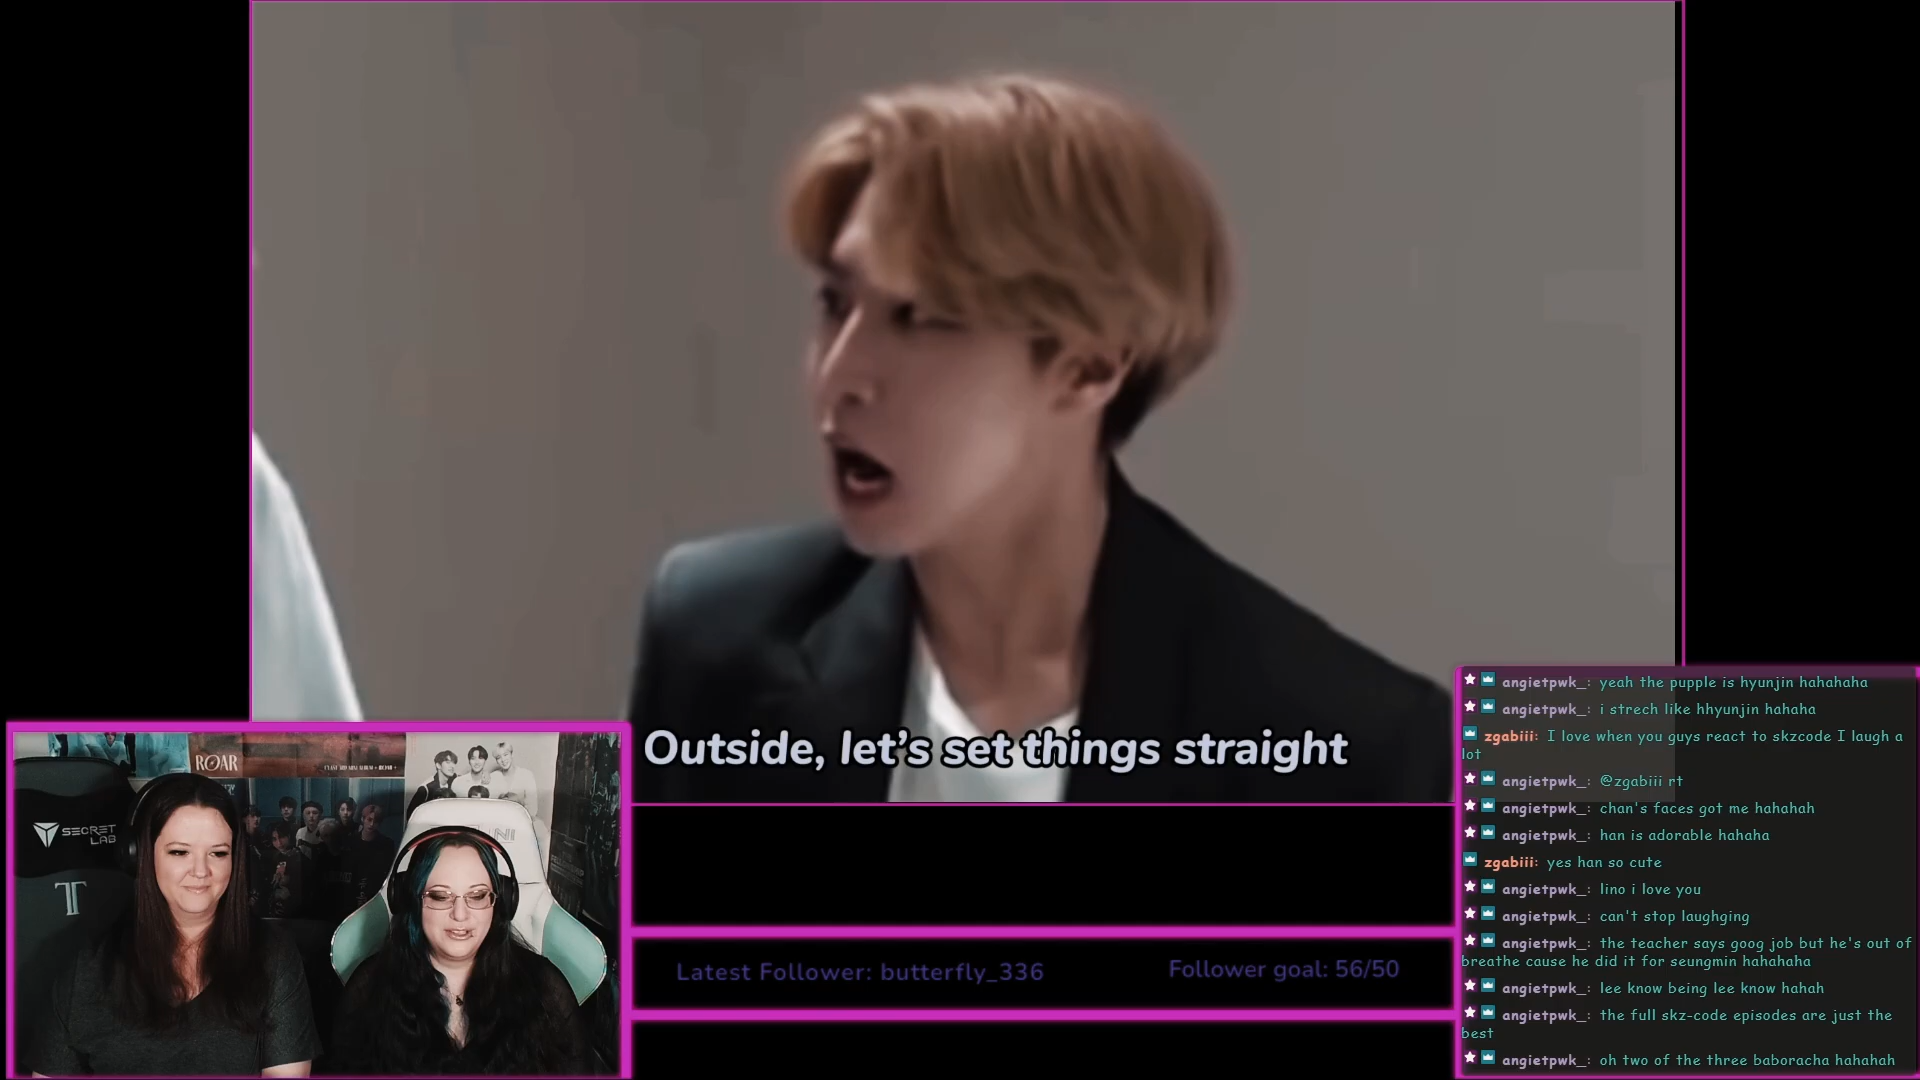 Outside, let's set things straight
ROAR
SECRET
LAB
Latest Follower: butterfly_336
Follower goal: 56/50
angietpwk_: yeah the pupple is hyunjin hahahaha
angietpwk_: i strech like hhyunjin hahaha
zgabiii: I love when you guys react to skzcode I laugh a
lot
angietpwk_: @zgabiii rt
angietpwk_: chan's faces got me hahahah
angietpwk_: han is adorable hahaha
zgabiii: yes han so cute
angietpwk_: lino i love you
angietpwk_: can't stop laughging
angietpwk_: the teacher says goog job but he's out of
breathe cause he did it for seungmin hahahaha
angietpwk_: lee know being lee know hahah
angietpwk_: the full skz-code episodes are just the
best
angietpwk_: oh two of the three baboracha hahahah